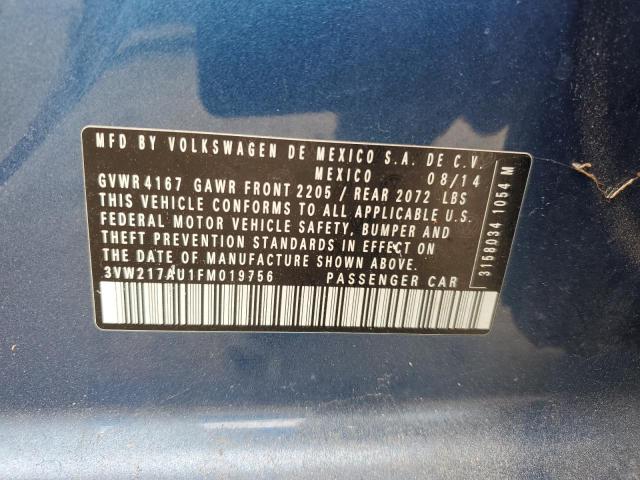 MFD BY VOLKSWAGEN DE MEXICO S.A. DE C.V.
MEXICO 08/14
GVWR 4167 GAWR FRONT 2205 / REAR 2072 LBS
THIS VEHICLE CONFORMS TO ALL APPLICABLE U.S.
FEDERAL MOTOR VEHICLE SAFETY, BUMPER AND
THEFT PREVENTION STANDARDS IN EFFECT ON
THE DATE OF MANUFACTURE SHOWN ABOVE.
3VW217AU1FM019756 PASSENGER CAR
3158034 1054 M